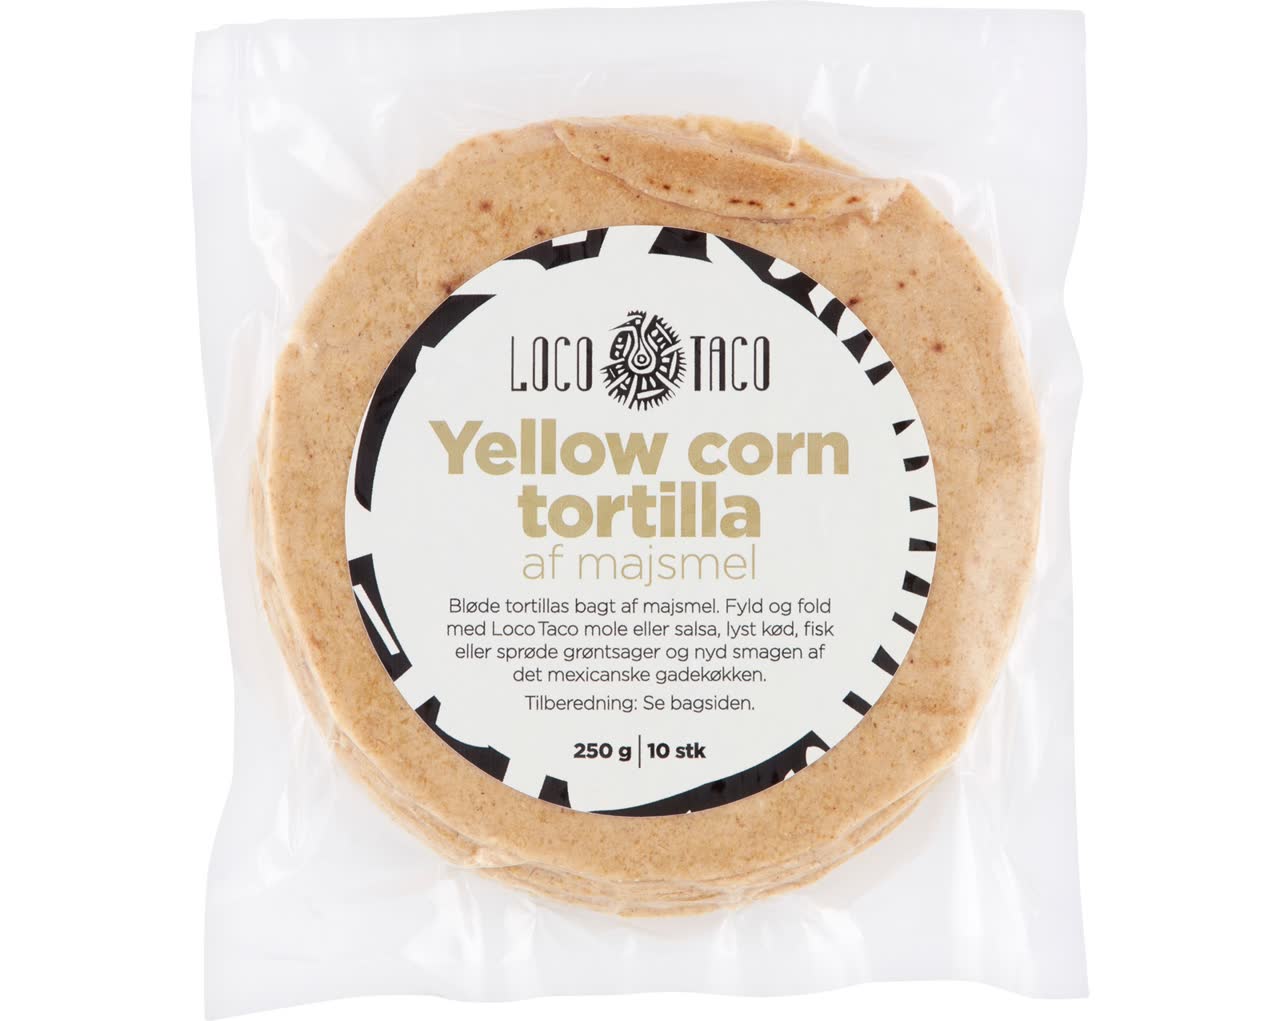 LOCO TACO
Yellow corn
tortilla
af majsmel
Bløde tortillas bagt af majsmel. Fyld og fold
med Loco Taco mole eller salsa, lyst kød, fisk
eller sprøde grøntsager og nyd smagen af
det mexicanske gadekøkken.
Tilberedning: Se bagsiden.
250 g | 10 stk